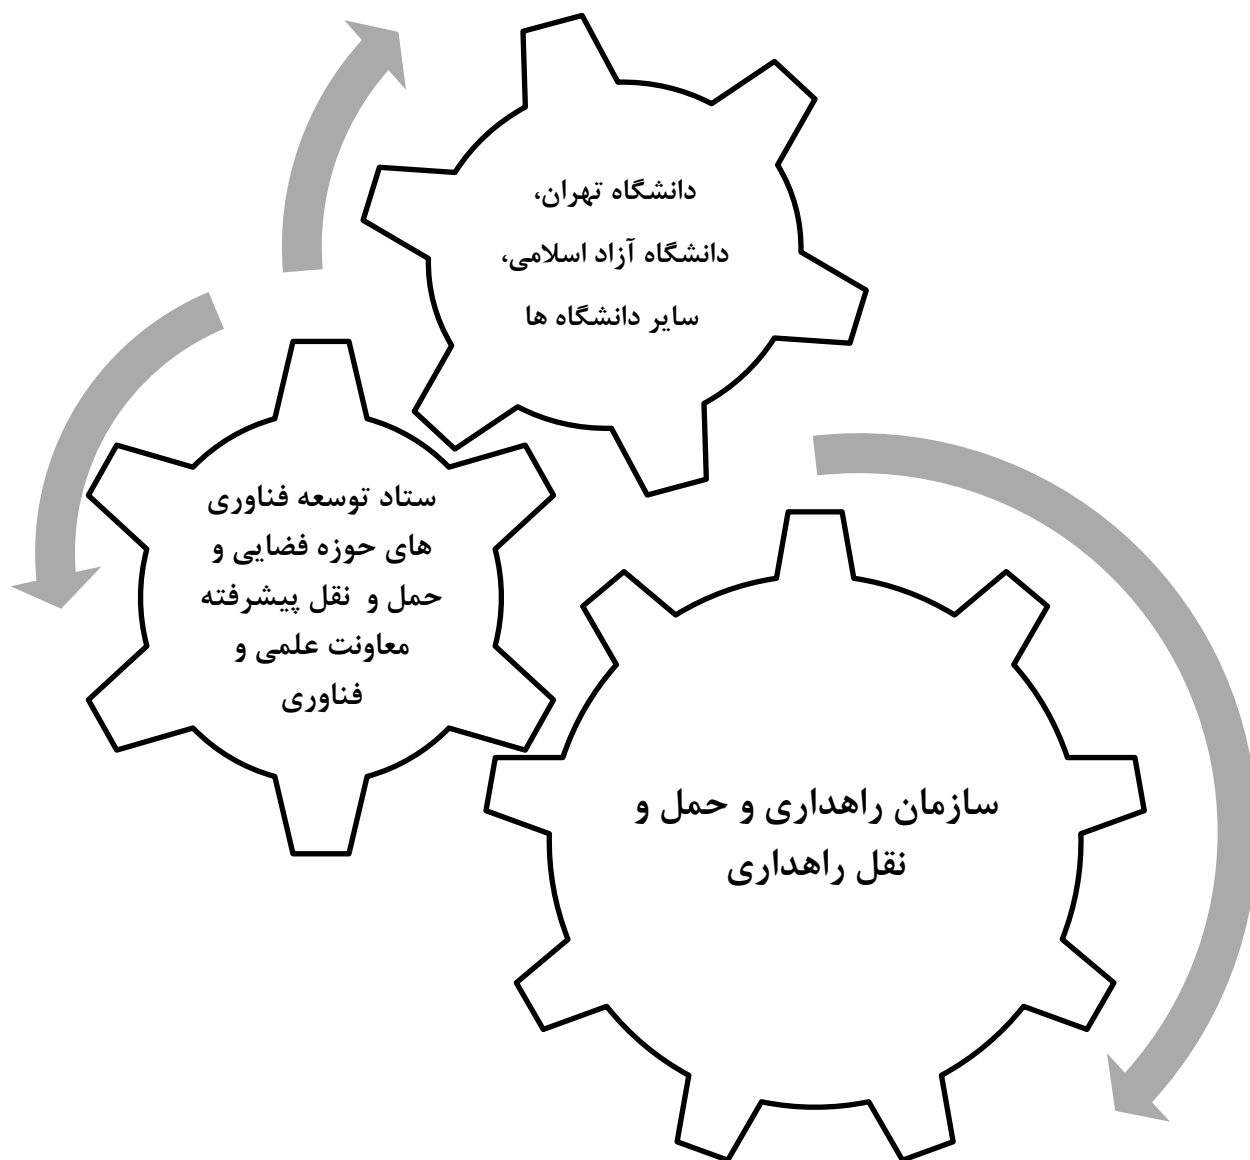 دانشگاه تهران،
دانشگاه آزاد اسلامی،
سایر دانشگاه ها
ستاد توسعه فناوری
های حوزه فضایی و
حمل و نقل پیشرفته
معاونت علمی و
فناوری
سازمان راهداری و حمل و
نقل راهداری